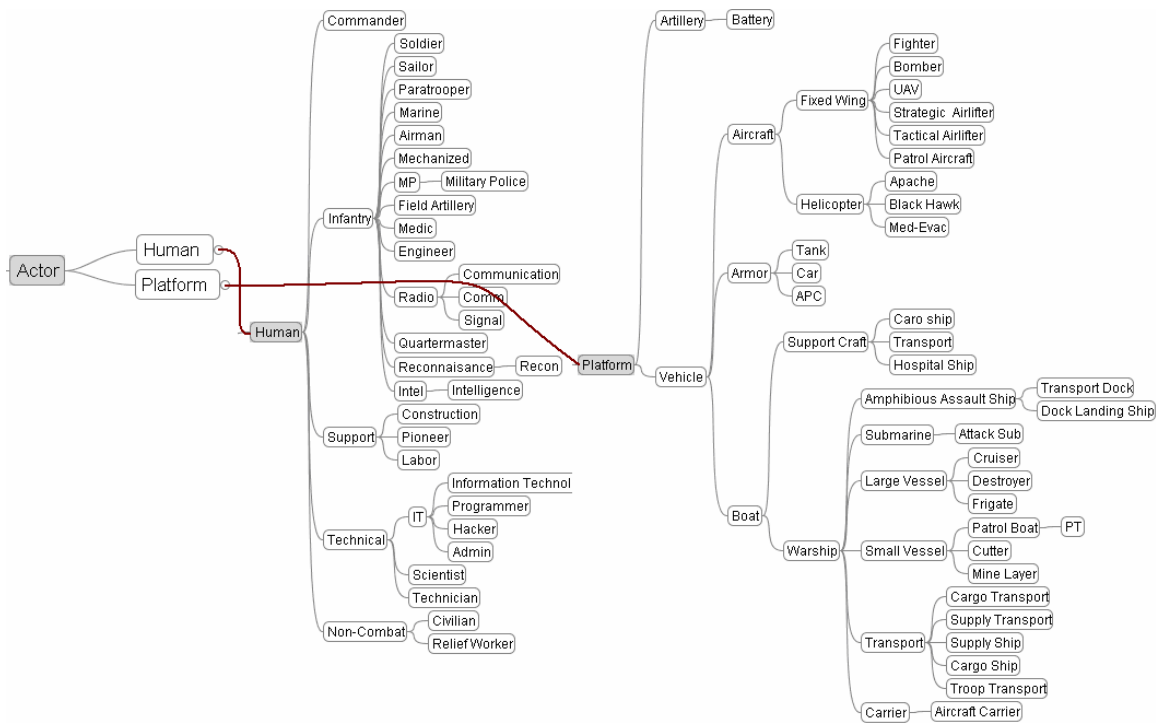 Actor
Human
Platform
Human
Commander
Infantry
Soldier
Sailor
Paratrooper
Marine
Airman
Mechanized
MP
Military Police
Field Artillery
Medic
Engineer
Radio
Communication
Comm
Signal
Quartermaster
Reconnaisance
Recon
Intel
Intelligence
Support
Construction
Pioneer
Labor
Technical
IT
Information Technol
Programmer
Hacker
Admin
Scientist
Technician
Non-Combat
Civilian
Relief Worker
Platform
Artillery
Battery
Vehicle
Aircraft
Fixed Wing
Fighter
Bomber
UAV
Strategic Airlifter
Tactical Airlifter
Patrol Aircraft
Helicopter
Apache
Black Hawk
Med-Evac
Armor
Tank
Car
APC
Boat
Support Craft
Caro ship
Transport
Hospital Ship
Warship
Amphibious Assault Ship
Transport Dock
Dock Landing Ship
Submarine
Attack Sub
Large Vessel
Cruiser
Destroyer
Frigate
Small Vessel
Patrol Boat
PT
Cutter
Mine Layer
Transport
Cargo Transport
Supply Transport
Supply Ship
Cargo Ship
Troop Transport
Carrier
Aircraft Carrier